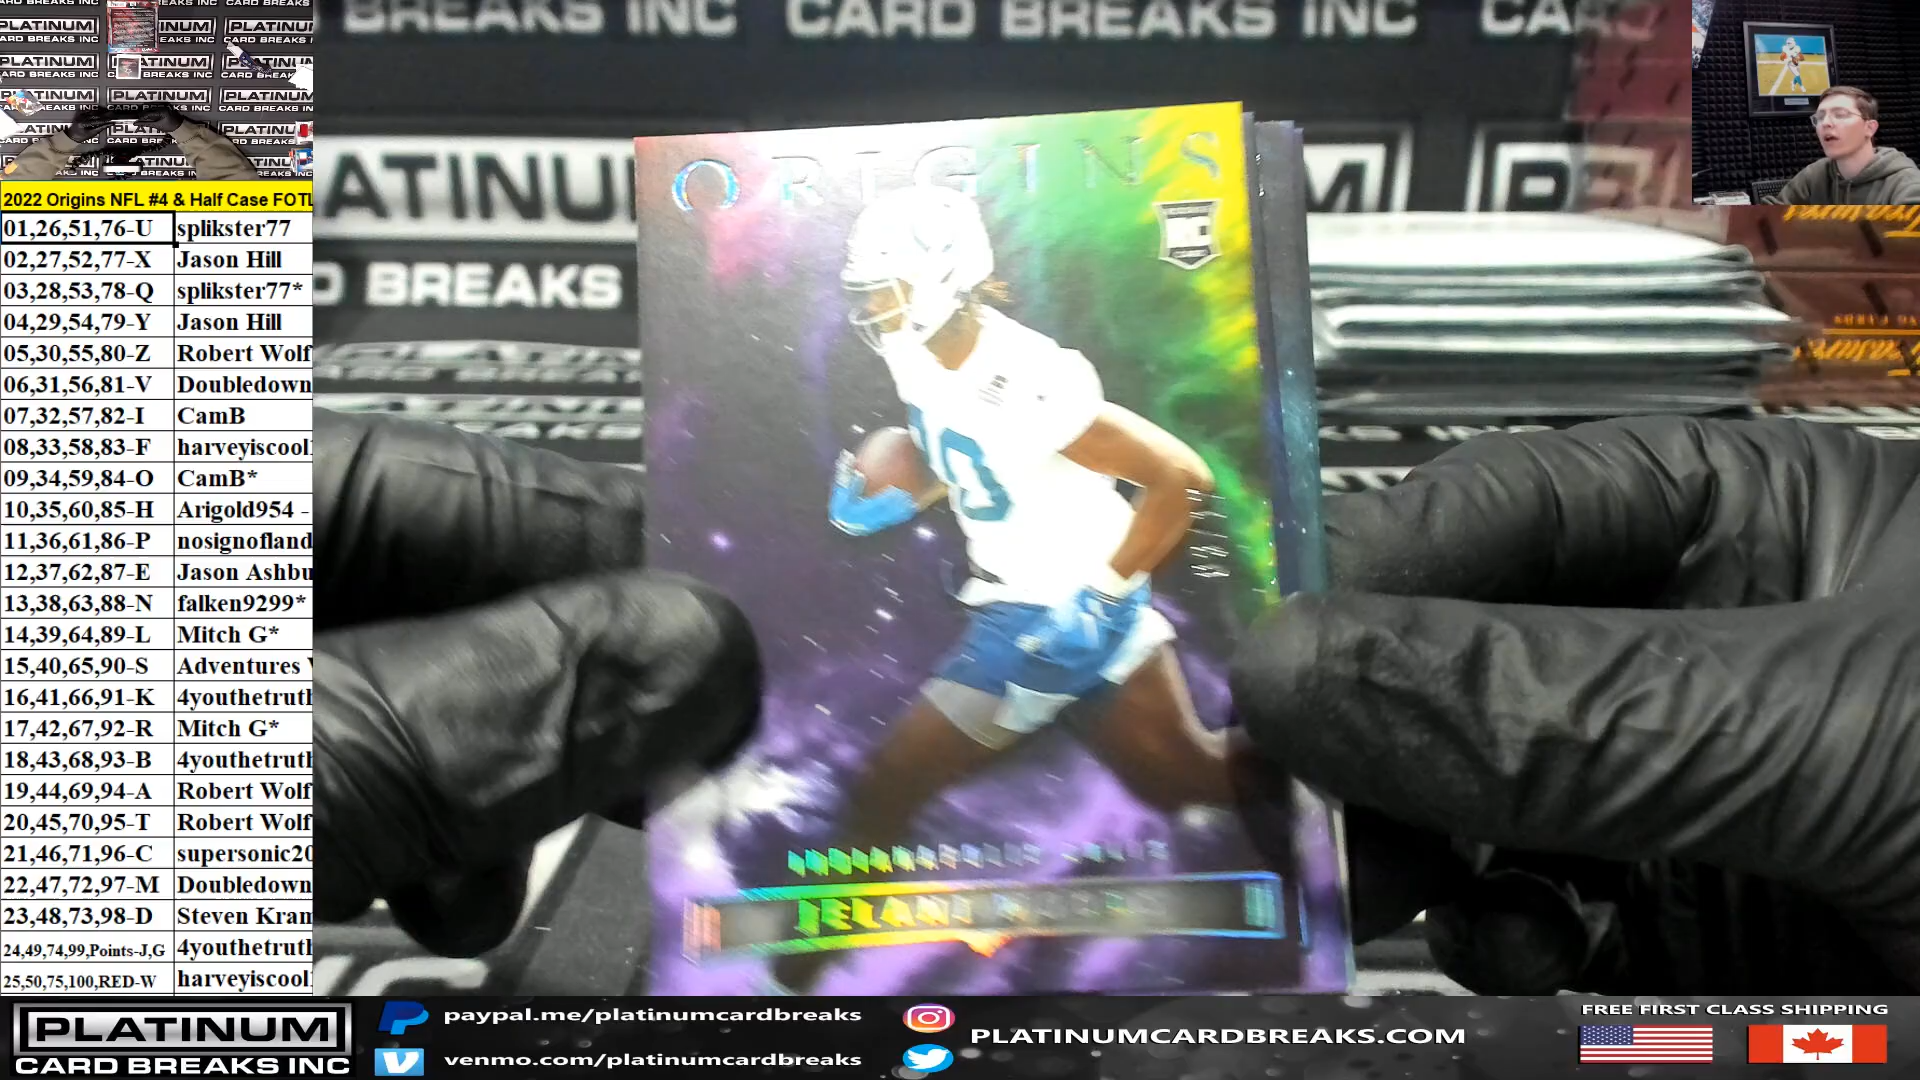 2022 Origins NFL #4 & Half Case FOTL
01,26,51,76-U splikster77
02,27,52,77-X Jason Hill
03,28,53,78-Q splikster77*
04,29,54,79-Y Jason Hill
05,30,55,80-Z Robert Wolf
06,31,56,81-V Doubledown
07,32,57,82-I CamB
08,33,58,83-F harveyiscool
09,34,59,84-O CamB*
10,35,60,85-H Arigold954 -
11,36,61,86-P nosignofland
12,37,62,87-E Jason Ashbu
13,38,63,88-N falken9299*
14,39,64,89-L Mitch G*
15,40,65,90-S Adventures
16,41,66,91-K 4youthetruth
17,42,67,92-R Mitch G*
18,43,68,93-B 4youthetruth
19,44,69,94-A Robert Wolf
20,45,70,95-T Robert Wolf
21,46,71,96-C supersonic20
22,47,72,97-M Doubledown
23,48,73,98-D Steven Kram
24,49,74,99,Points-J,G 4youthetruth
25,50,75,100,RED-W harveyiscool
CARD BREAKS INC
ORIGINS
RC
JELANI
PLATINUM
CARD BREAKS INC
paypal.me/platinumcardbreaks
venmo.com/platinumcardbreaks
PLATINUMCARDBREAKS.COM
FREE FIRST CLASS SHIPPING